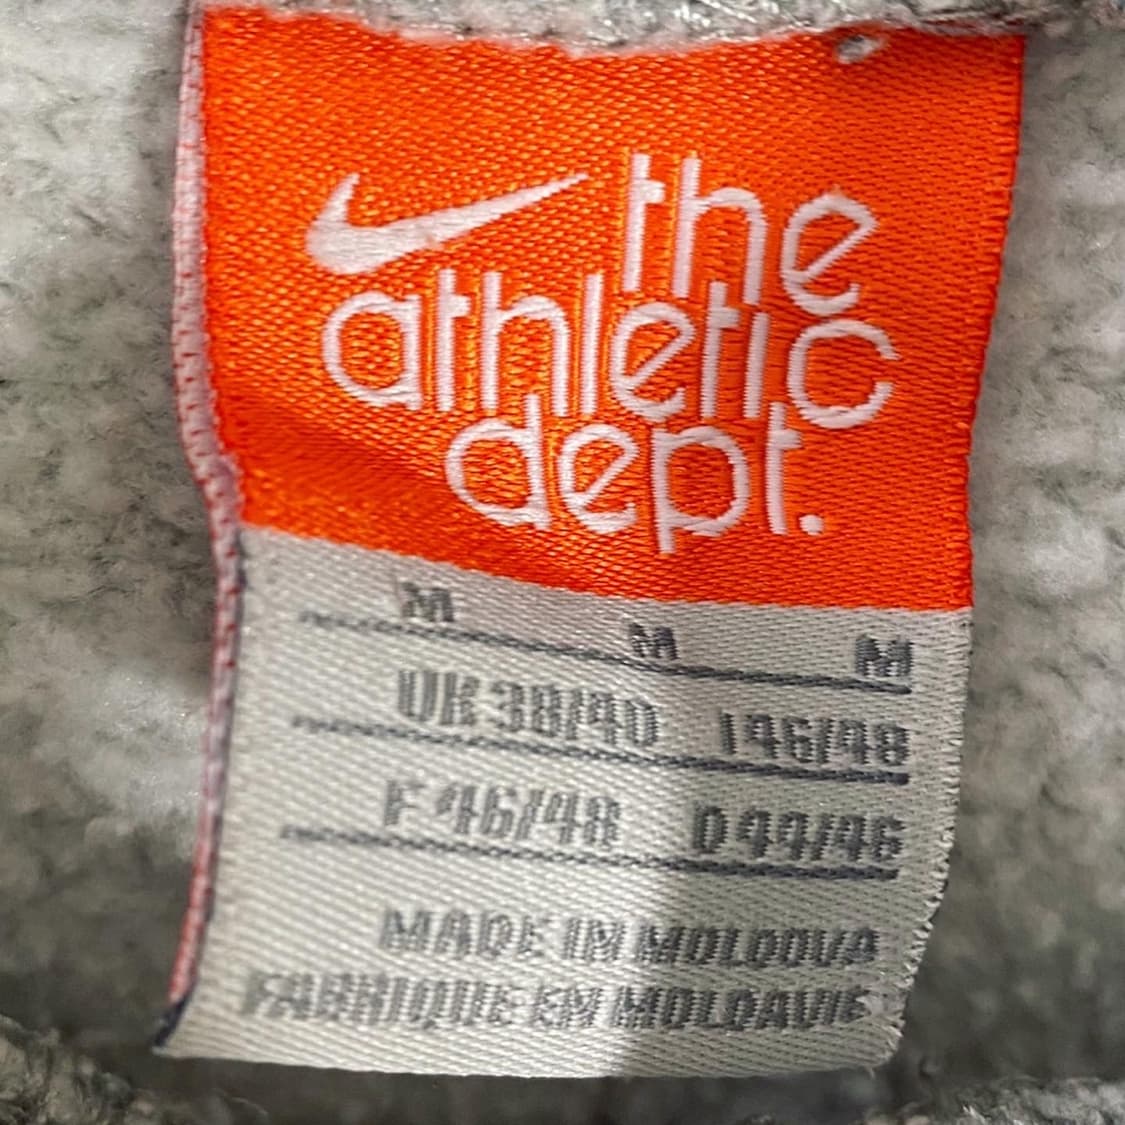 the
athletic
dept.
M M M
UK 38/40 I 46/48
F 46/48 D 44/46
MADE IN MOLDOVA
FABRIQUE EN MOLDAVIE